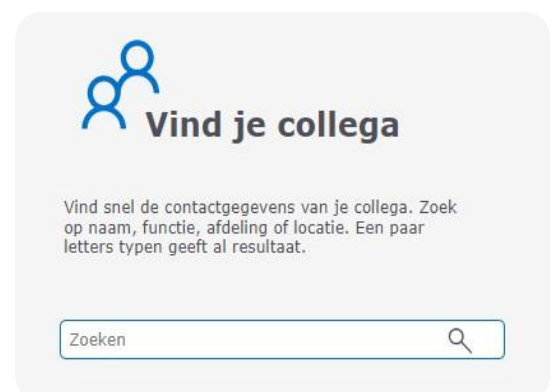 Vind je collega
Vind snel de contactgegevens van je collega. Zoek
op naam, functie, afdeling of locatie. Een paar
letters typen geeft al resultaat.
Zoeken